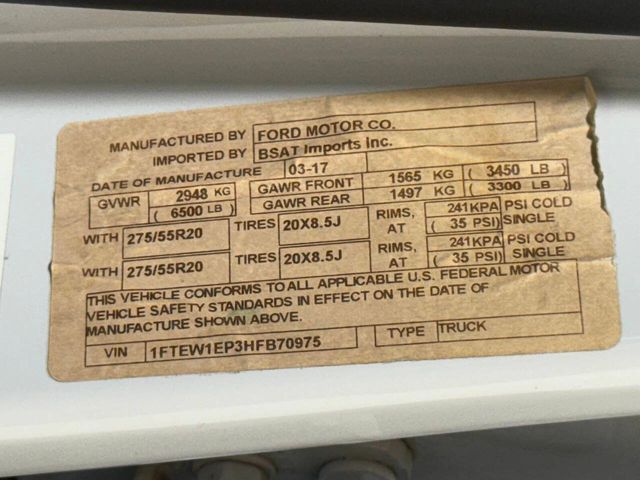 MANUFACTURED BY FORD MOTOR CO.
IMPORTED BY BSAT Imports Inc.
DATE OF MANUFACTURE 03-17
GVWR 2948 KG GAWR FRONT 1565 KG ( 3450 LB )
( 6500 LB ) GAWR REAR 1497 KG ( 3300 LB )
WITH 275/55R20 TIRES 20X8.5J RIMS, AT 241 KPA ( 35 PSI) PSI COLD SINGLE
WITH 275/55R20 TIRES 20X8.5J RIMS, AT 241 KPA ( 35 PSI) PSI COLD SINGLE
THIS VEHICLE CONFORMS TO ALL APPLICABLE U.S. FEDERAL MOTOR
VEHICLE SAFETY STANDARDS IN EFFECT ON THE DATE OF
MANUFACTURE SHOWN ABOVE.
VIN 1FTEW1EP3HFB70975 TYPE TRUCK